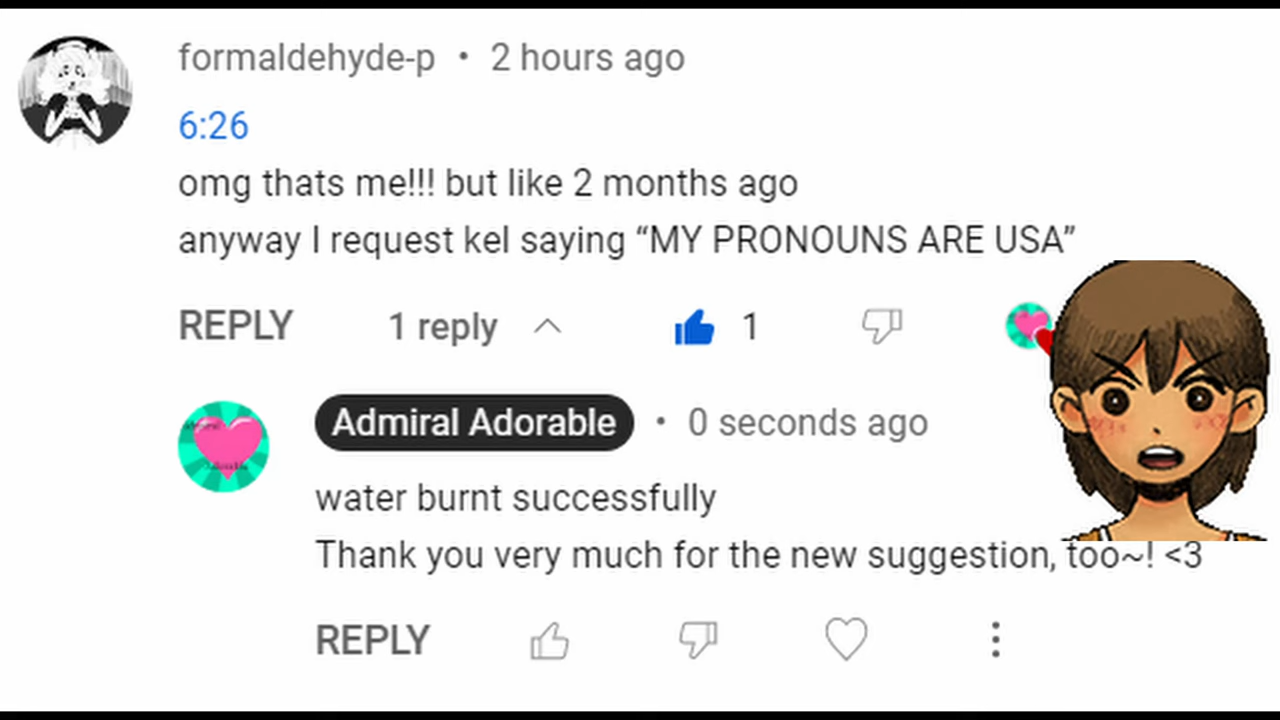 formaldehyde-p • 2 hours ago
6:26
omg thats me!!! but like 2 months ago
anyway I request kel saying “MY PRONOUNS ARE USA”
REPLY 1 reply 1
Admiral Adorable • 0 seconds ago
water burnt successfully
Thank you very much for the new suggestion, too~! <3
REPLY